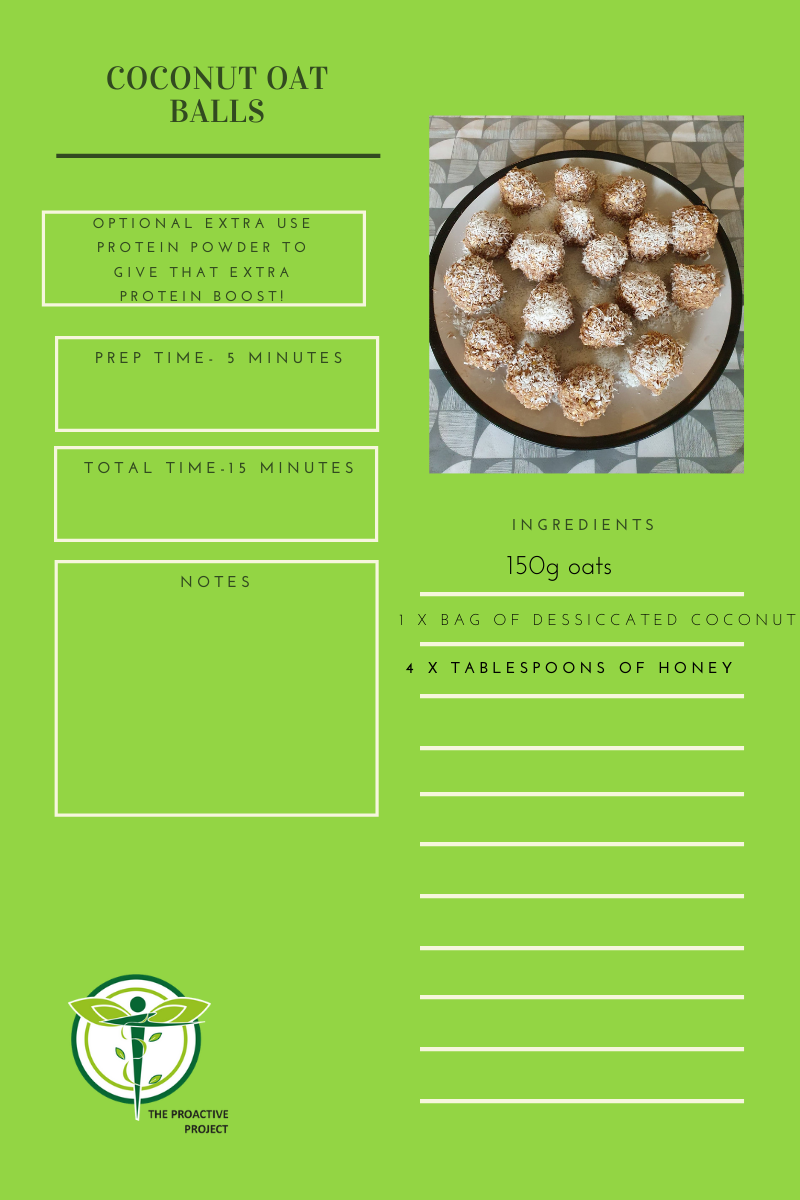 COCONUT OAT
BALLS
OPTIONAL EXTRA USE
PROTEIN POWDER TO
GIVE THAT EXTRA
PROTEIN BOOST!
PREP TIME- 5 MINUTES
TOTAL TIME-15 MINUTES
NOTES
INGREDIENTS
150g oats
1 X BAG OF DESSICCATED COCONUT
4 X TABLESPOONS OF HONEY
THE PROACTIVE
PROJECT